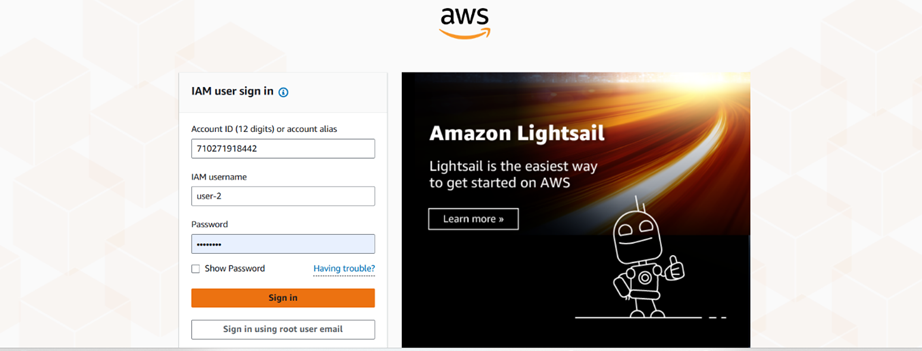 aws
IAM user sign in
Account ID (12 digits) or account alias
710271918442
IAM username
user-2
Password
••••••••
Show Password
Having trouble?
Sign in
Sign in using root user email
Amazon Lightsail
Lightsail is the easiest way
to get started on AWS
Learn more »